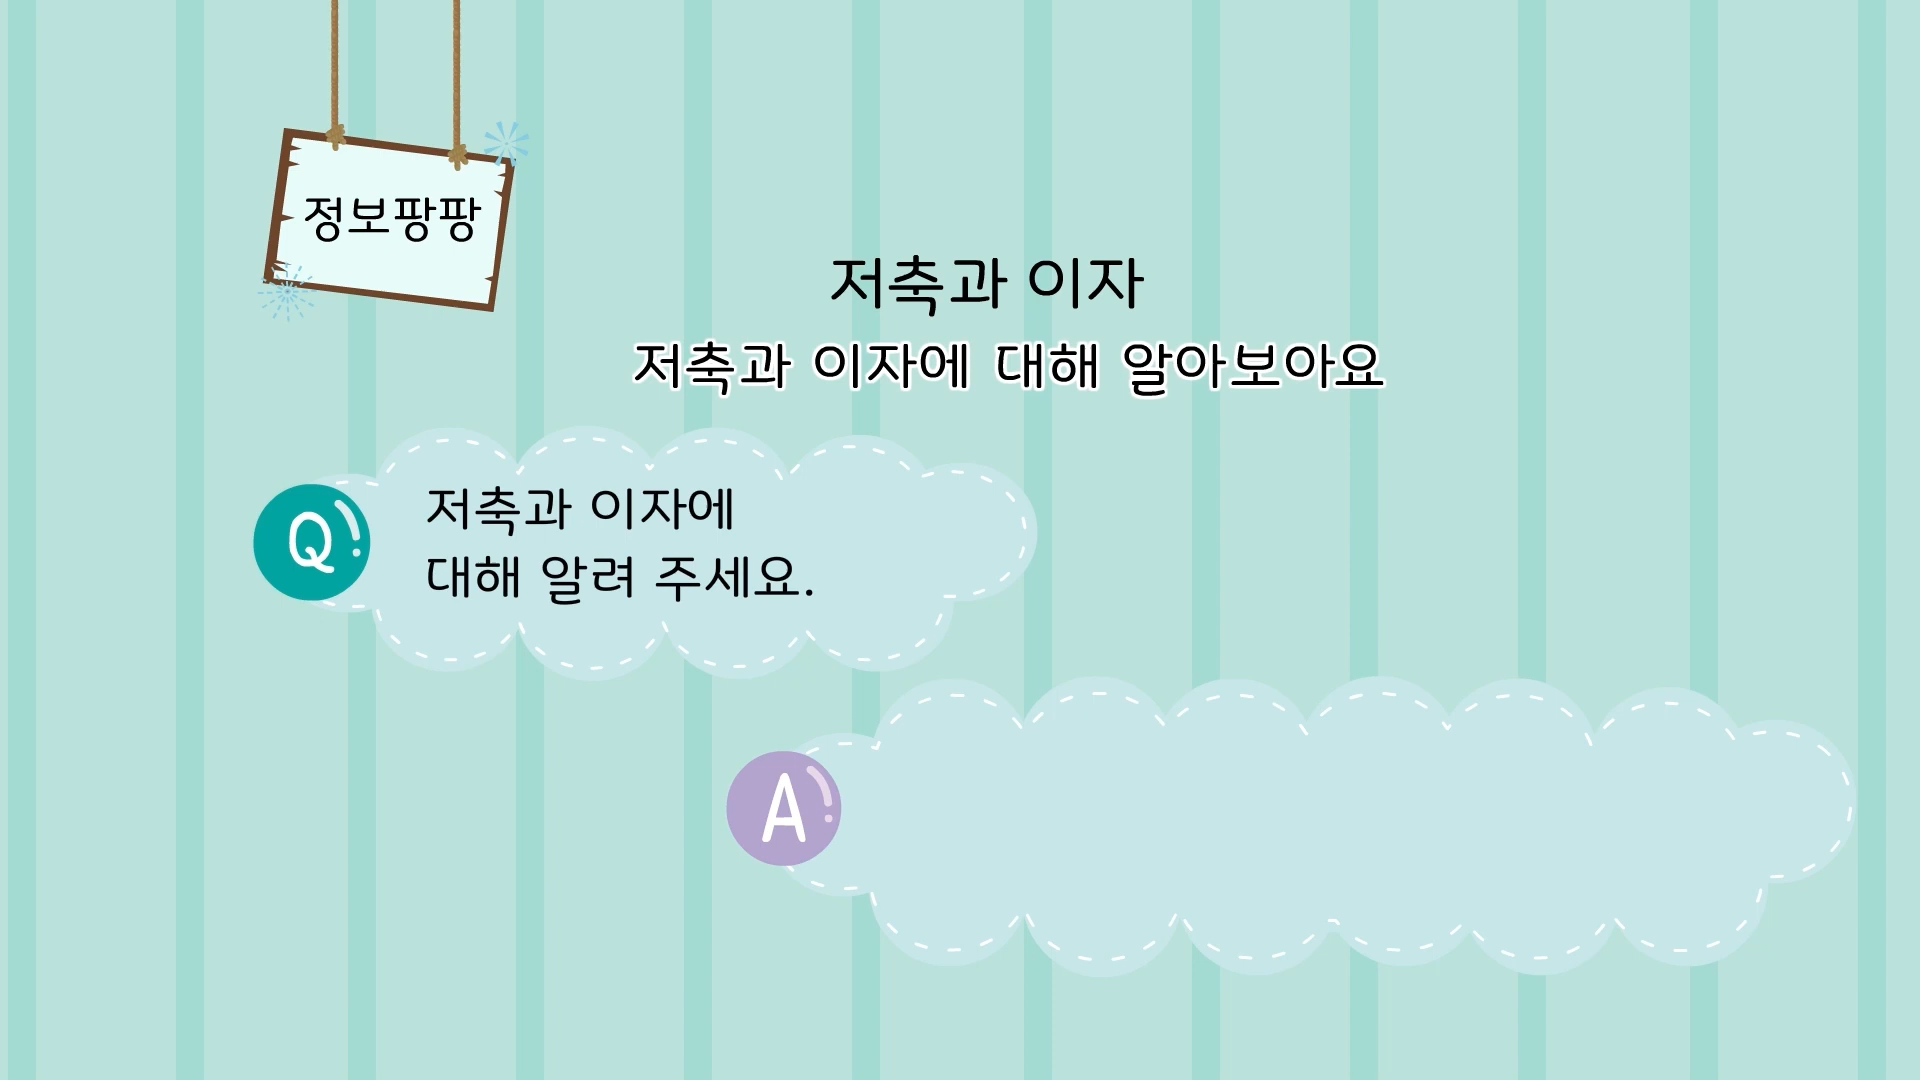 정보팡팡
저축과 이자
저축과 이자에 대해 알아보아요
Q
저축과 이자에
대해 알려 주세요.
A